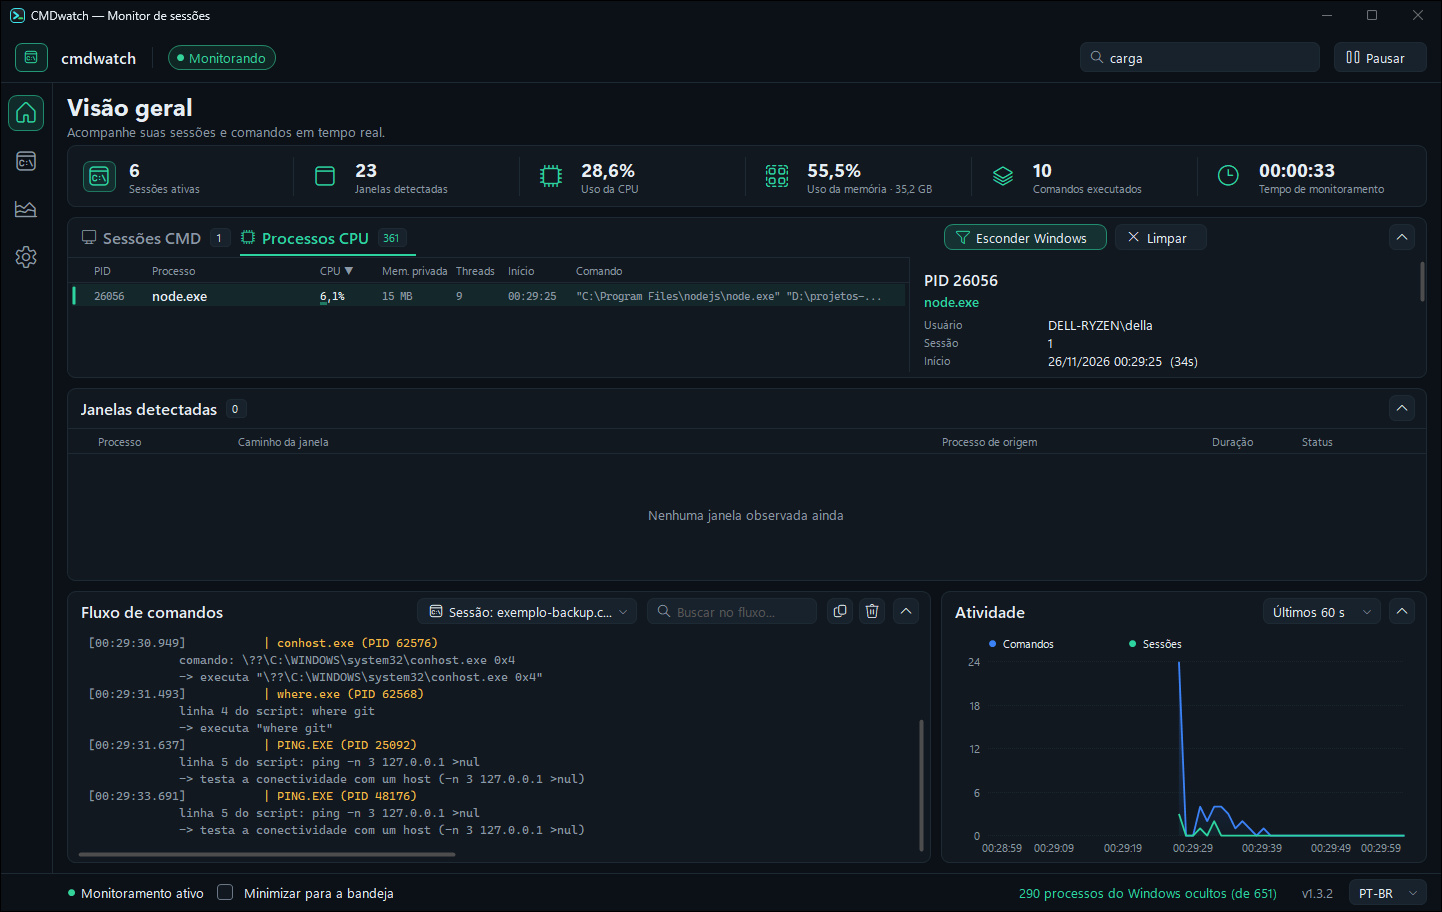 CMDwatch — Monitor de sessões
C:\
cmdwatch
Monitorando
carga
Pausar
Visão geral
Acompanhe suas sessões e comandos em tempo real.
C:\
6
Sessões ativas
23
Janelas detectadas
28,6%
Uso da CPU
55,5%
Uso da memória · 35,2 GB
10
Comandos executados
00:00:33
Tempo de monitoramento
Sessões CMD 1
Processos CPU 361
Esconder Windows
Limpar
PID Processo CPU ▼ Mem. privada Threads Início Comando
26056 node.exe 6,1% 15 MB 9 00:29:25 "C:\Program Files\nodejs\node.exe" "D:\projetos-...
PID 26056
node.exe
Usuário DELL-RYZEN\della
Sessão 1
Início 26/11/2026 00:29:25 (34s)
Janelas detectadas 0
Processo Caminho da janela Processo de origem Duração Status
Nenhuma janela observada ainda
Fluxo de comandos
Sessão: exemplo-backup.c...
Buscar no fluxo...
[00:29:30.949] | conhost.exe (PID 62576)
comando: \??\C:\WINDOWS\system32\conhost.exe 0x4
-> executa "\??\C:\WINDOWS\system32\conhost.exe 0x4"
[00:29:31.493] | where.exe (PID 62568)
linha 4 do script: where git
-> executa "where git"
[00:29:31.637] | PING.EXE (PID 25092)
linha 5 do script: ping -n 3 127.0.0.1 >nul
-> testa a conectividade com um host (-n 3 127.0.0.1 >nul)
[00:29:33.691] | PING.EXE (PID 48176)
linha 5 do script: ping -n 3 127.0.0.1 >nul
-> testa a conectividade com um host (-n 3 127.0.0.1 >nul)
Atividade
Últimos 60 s
Comandos Sessões
24
18
12
6
0
00:28:59 00:29:09 00:29:19 00:29:29 00:29:39 00:29:49 00:29:59
Monitoramento ativo
Minimizar para a bandeja
290 processos do Windows ocultos (de 651)
v1.3.2
PT-BR